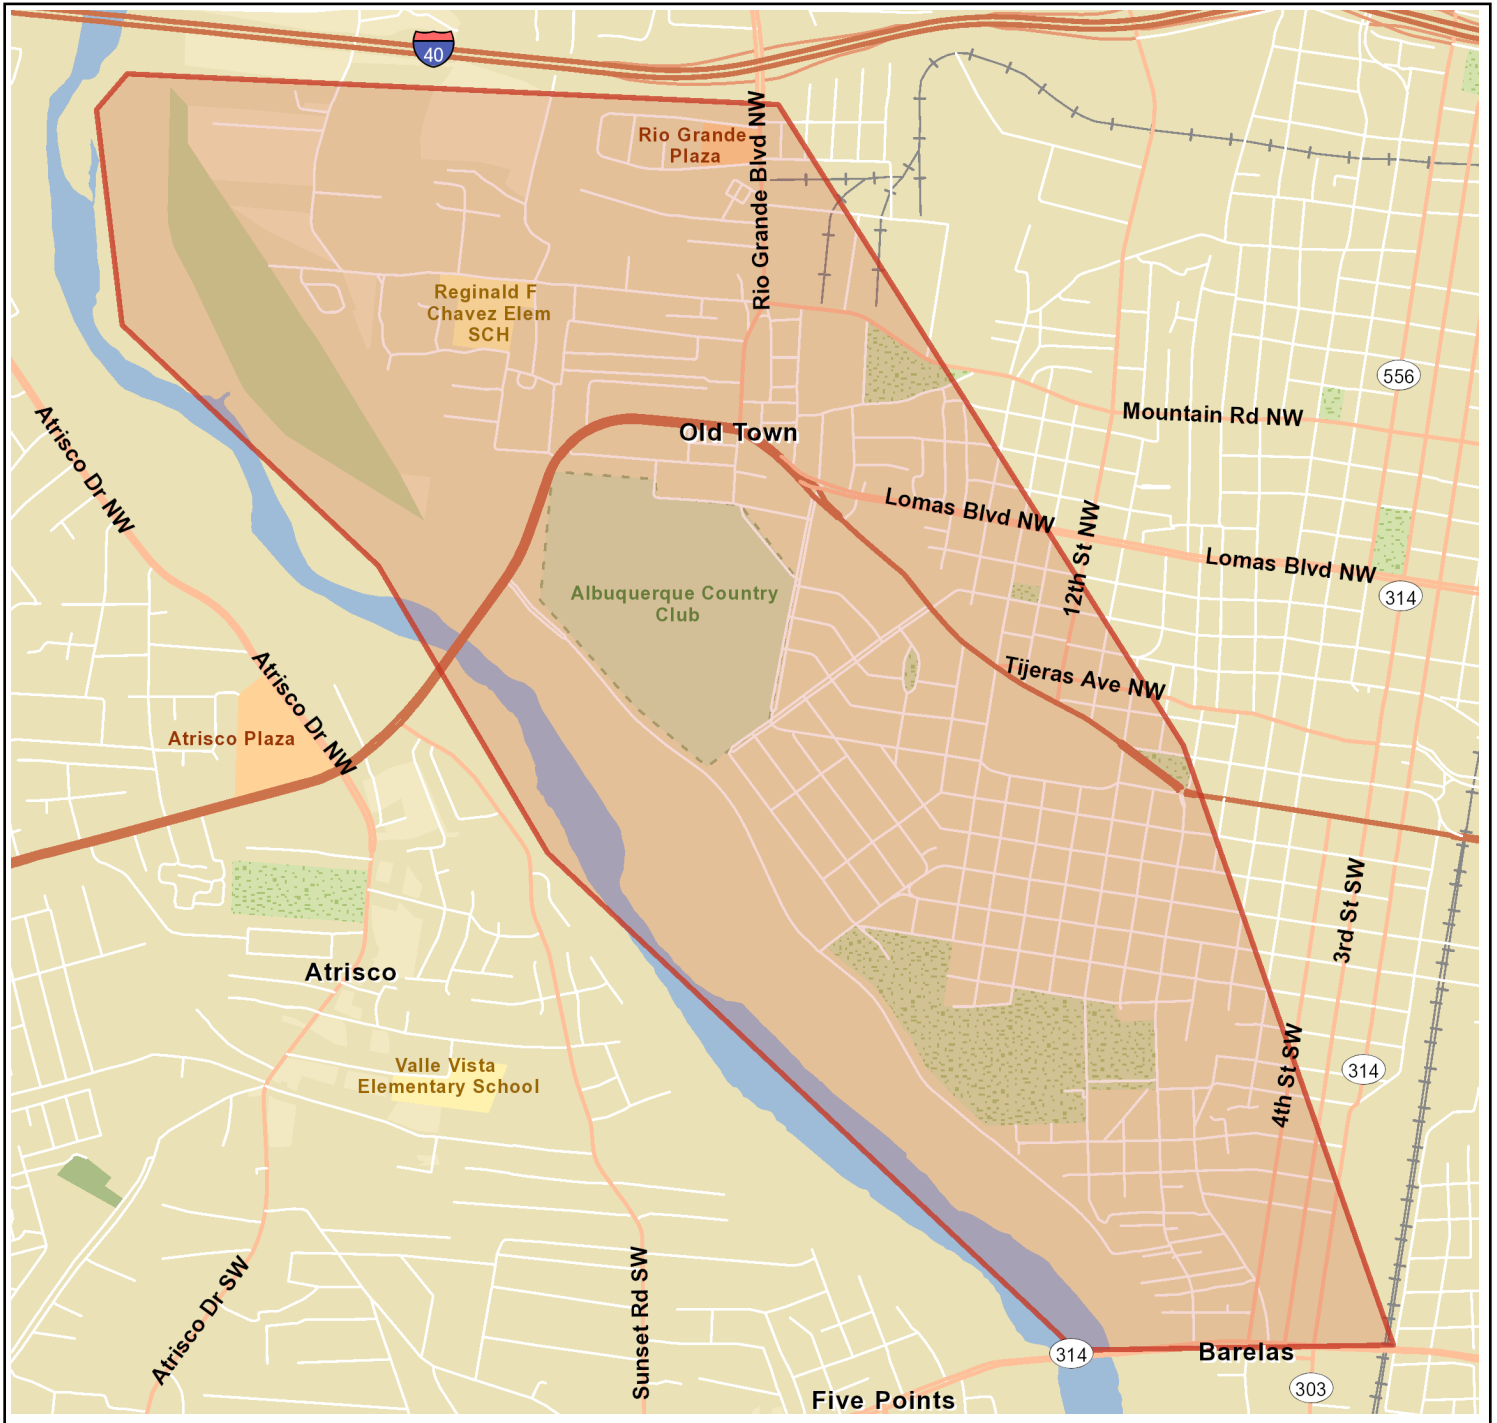 40
Rio Grande
Plaza
Rio Grande Blvd NW
Reginald F
Chavez Elem
SCH
556
Mountain Rd NW
Atrisco Dr NW
Old Town
Lomas Blvd NW
12th St NW
Lomas Blvd NW
314
Albuquerque Country
Club
Tijeras Ave NW
Atrisco Dr NW
Atrisco Plaza
3rd St SW
Atrisco
Valle Vista
Elementary School
4th St SW
314
Atrisco Dr SW
Sunset Rd SW
314
Barelas
303
Five Points